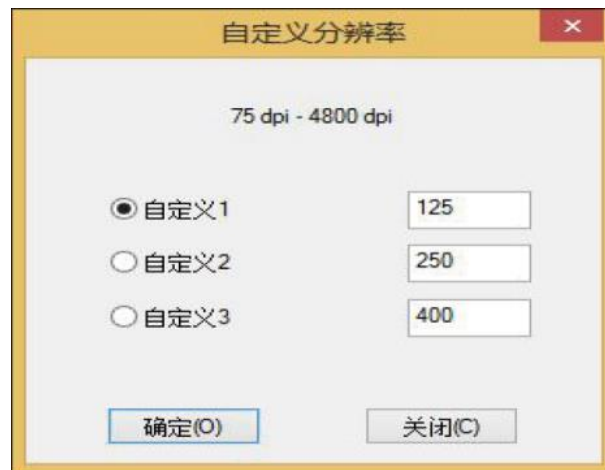 自定义分辨率
75 dpi - 4800 dpi
自定义1 125
自定义2 250
自定义3 400
确定(O) 关闭(C)